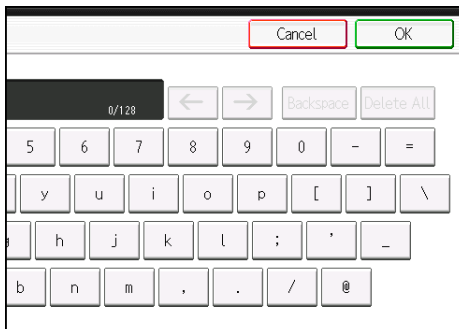 Cancel OK
0/128 ← → Backspace Delete All
5 6 7 8 9 0 - =
y u i o p [ ] \
h j k l ; ' _
b n m , . / @